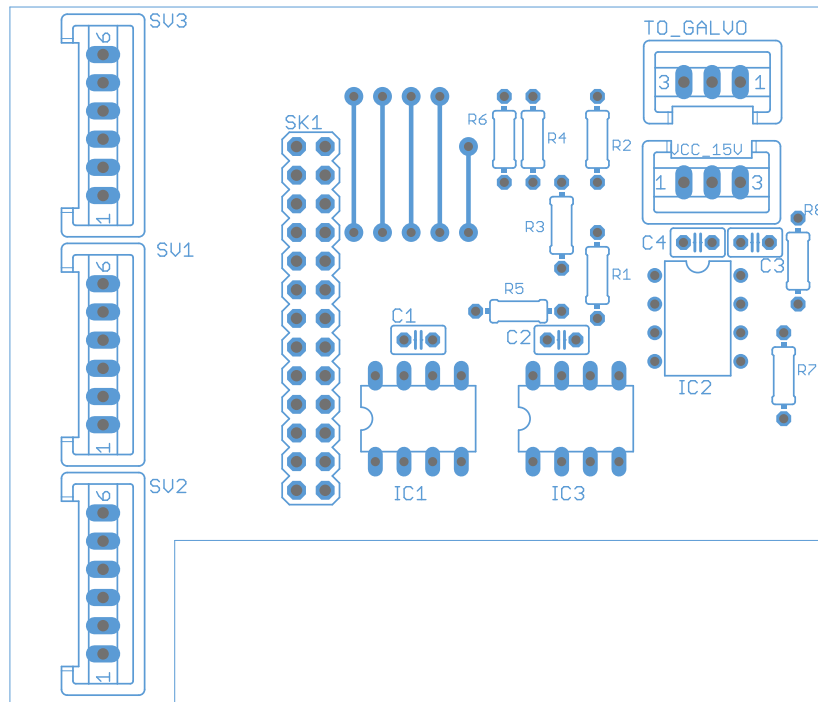 SV3
6
1
SV1
6
1
SV2
6
1
SK1
TO_GALVO
3
1
VCC_15V
1
3
R6
R4
R2
R3
R1
R5
R8
R7
C4
C3
C1
C2
IC2
IC1
IC3